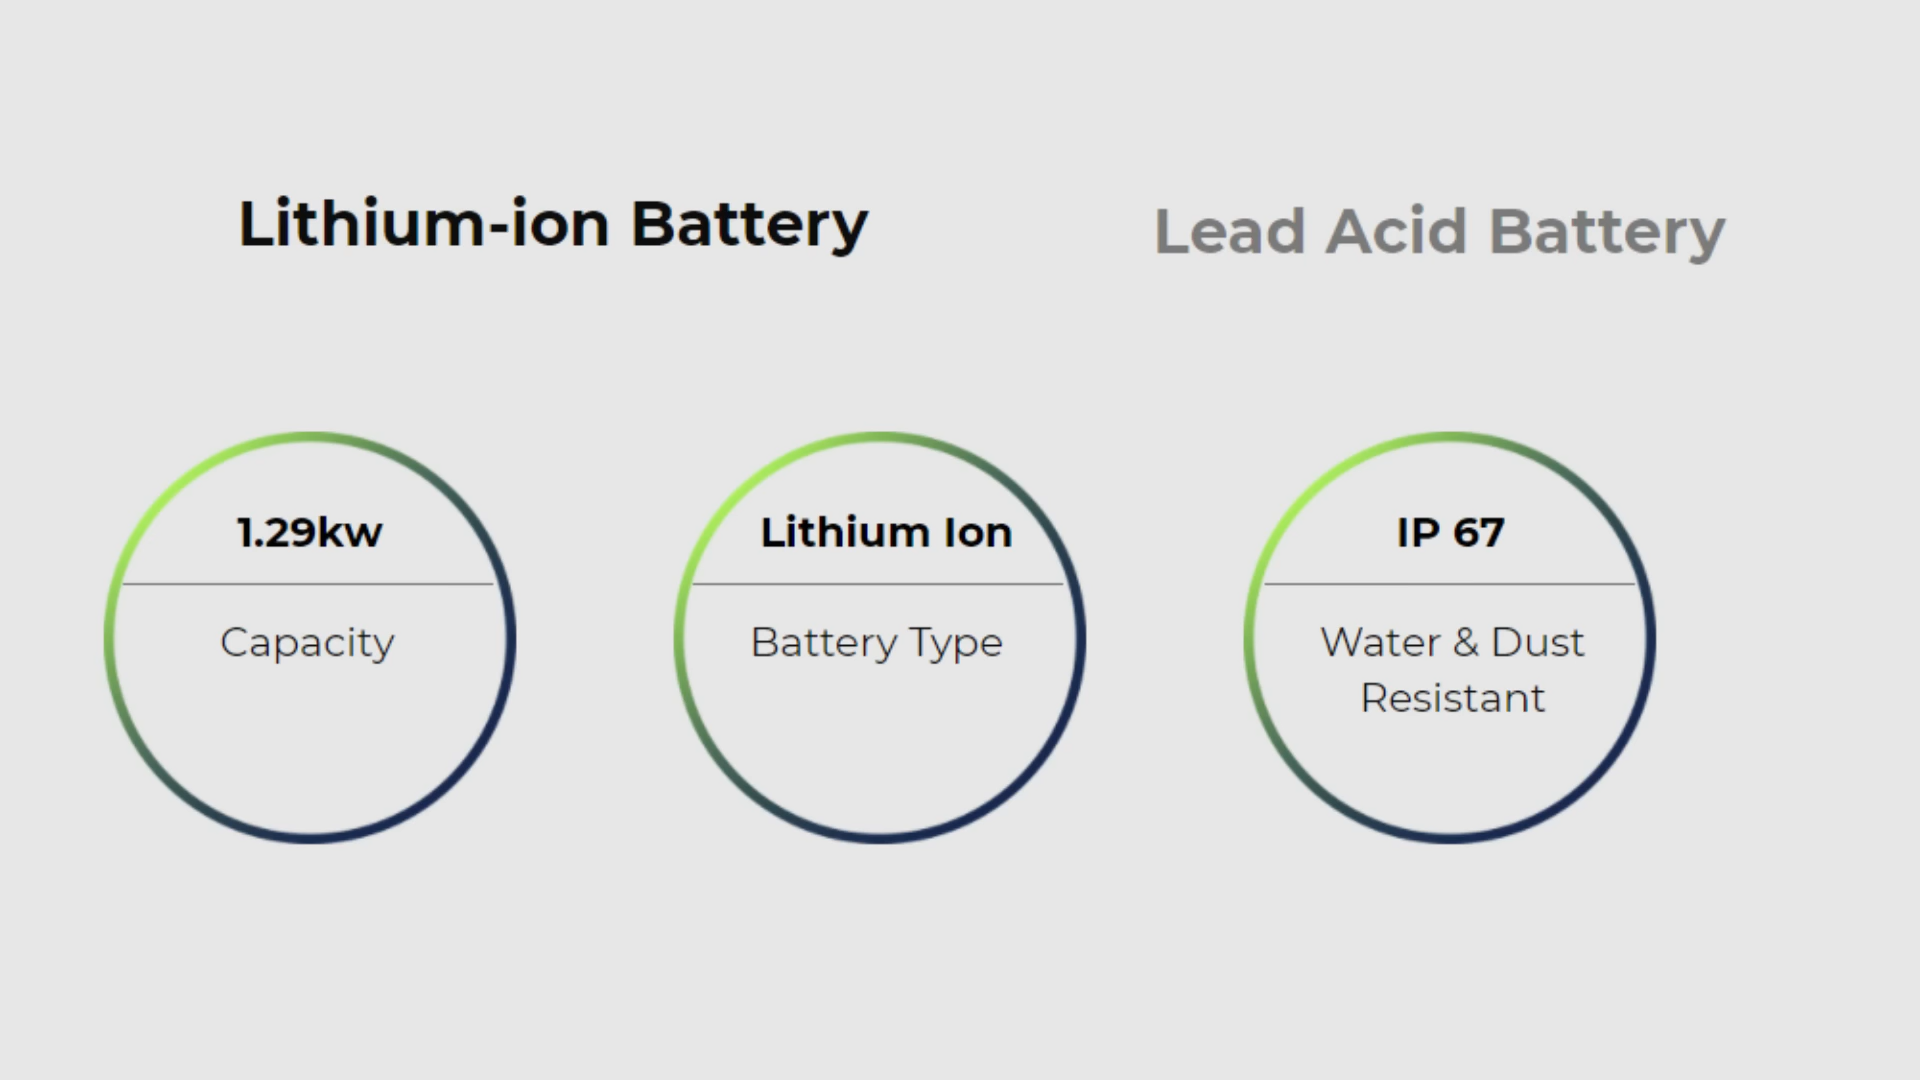 Lithium-ion Battery
Lead Acid Battery
1.29kw
Capacity
Lithium Ion
Battery Type
IP 67
Water & Dust
Resistant